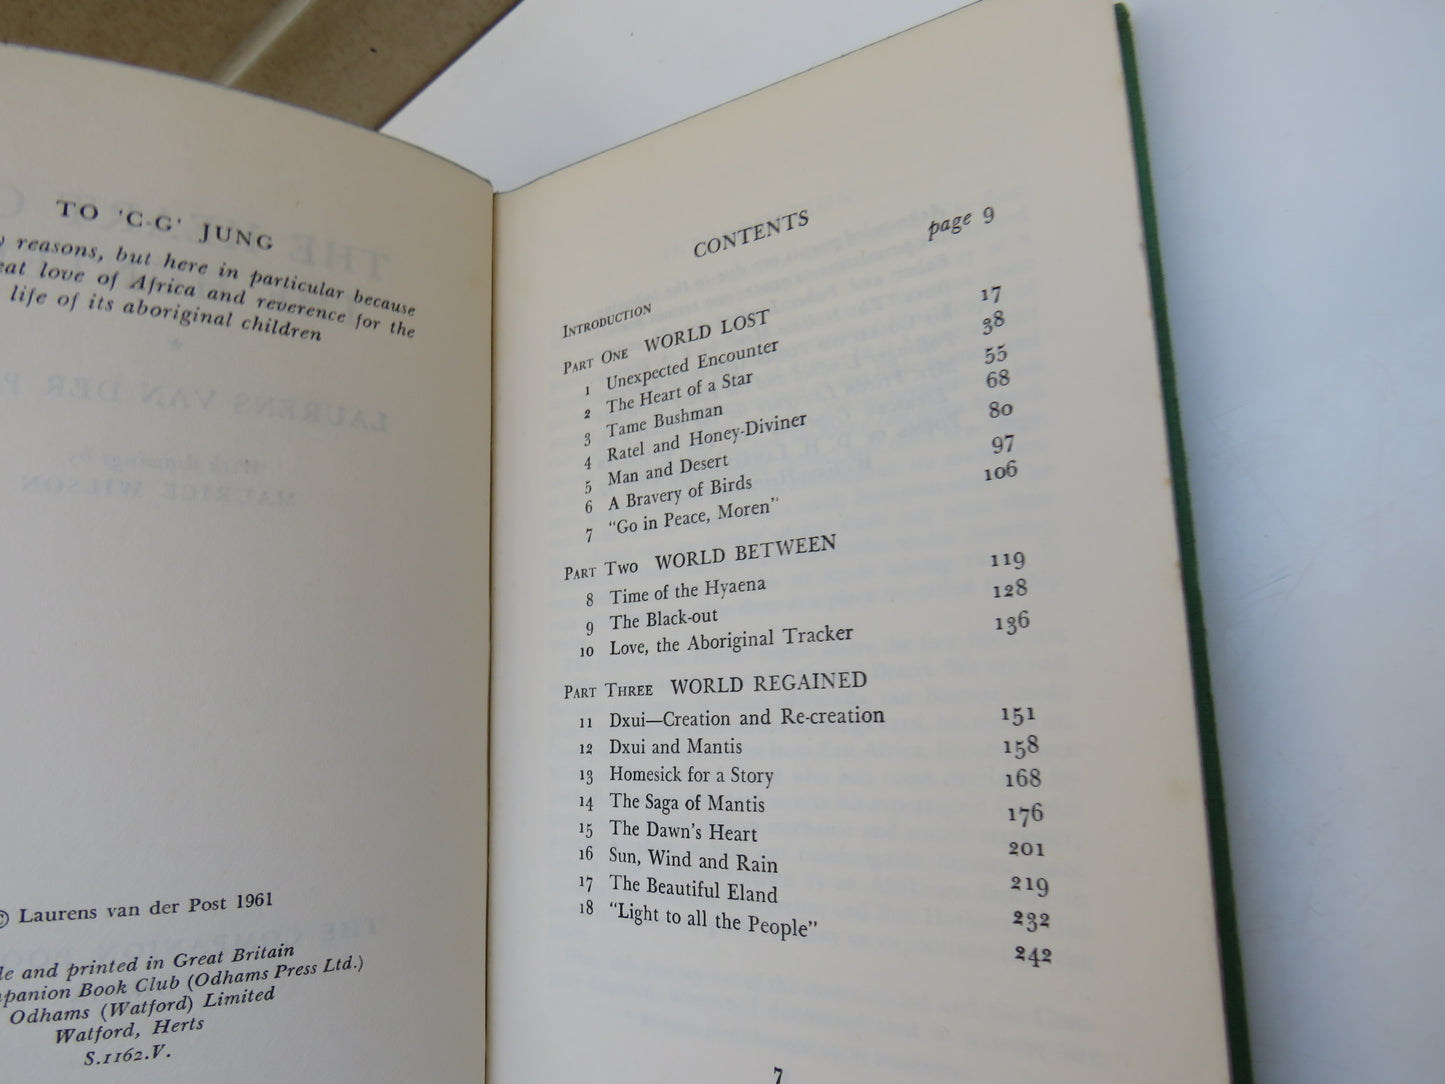 TO 'C-G' JUNG
reasons, but here in particular because
love of Africa and reverence for the
life of its aboriginal children
*
© Laurens van der Post 1961
and printed in Great Britain
Book Club (Odhams Press Ltd.)
Odhams (Watford) Limited
Watford, Herts
S.1162.V.
CONTENTS
Introduction page 9
Part One WORLD LOST
1 Unexpected Encounter 17
2 The Heart of a Star 38
3 Tame Bushman 55
4 Ratel and Honey-Diviner 68
5 Man and Desert 80
6 A Bravery of Birds 97
7 "Go in Peace, Moren" 106
Part Two WORLD BETWEEN
8 Time of the Hyaena 119
9 The Black-out 128
10 Love, the Aboriginal Tracker 136
Part Three WORLD REGAINED
11 Dxui—Creation and Re-creation 151
12 Dxui and Mantis 158
13 Homesick for a Story 168
14 The Saga of Mantis 176
15 The Dawn's Heart 201
16 Sun, Wind and Rain 219
17 The Beautiful Eland 232
18 "Light to all the People" 242
7